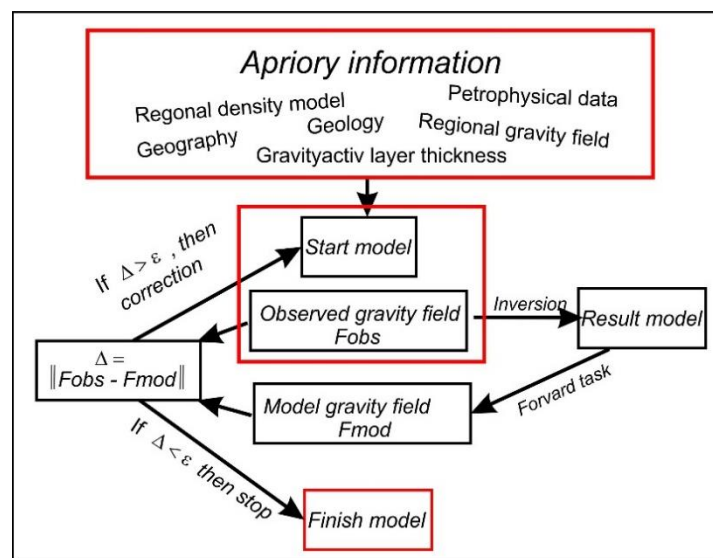 Apriory information
Regonal density model
Petrophysical data
Geography
Geology
Regional gravity field
Gravityactiv layer thickness
If Δ > ε , then
correction
Start model
Observed gravity field
Fobs
Inversion
Result model
Δ =
||Fobs - Fmod||
Model gravity field
Fmod
Forvard task
If Δ < ε then stop
Finish model